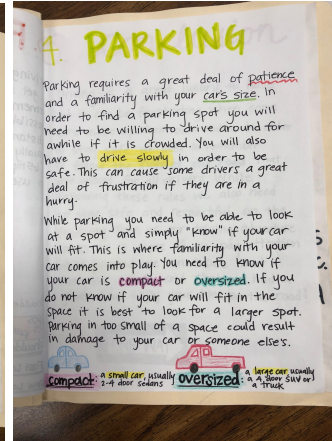 4. PARKING
Parking requires a great deal of patience
and a familiarity with your car's size. In
order to find a parking spot you will
need to be willing to drive around for
awhile if it is crowded. You will also
have to drive slowly in order to be
safe. This can cause some drivers a great
deal of frustration if they are in a
hurry.
While parking you need to be able to look
at a spot and simply "know" if your car
will fit. This is where familiarity with your
car comes into play. You need to know if
your car is compact or oversized. If you
do not know if your car will fit in the
space it is best to look for a larger spot.
Parking in too small of a space could result
in damage to your car or someone else's.
compact: a small car, usually
2-4 door sedans
oversized: a large car usually
a 4 door SUV or
a truck